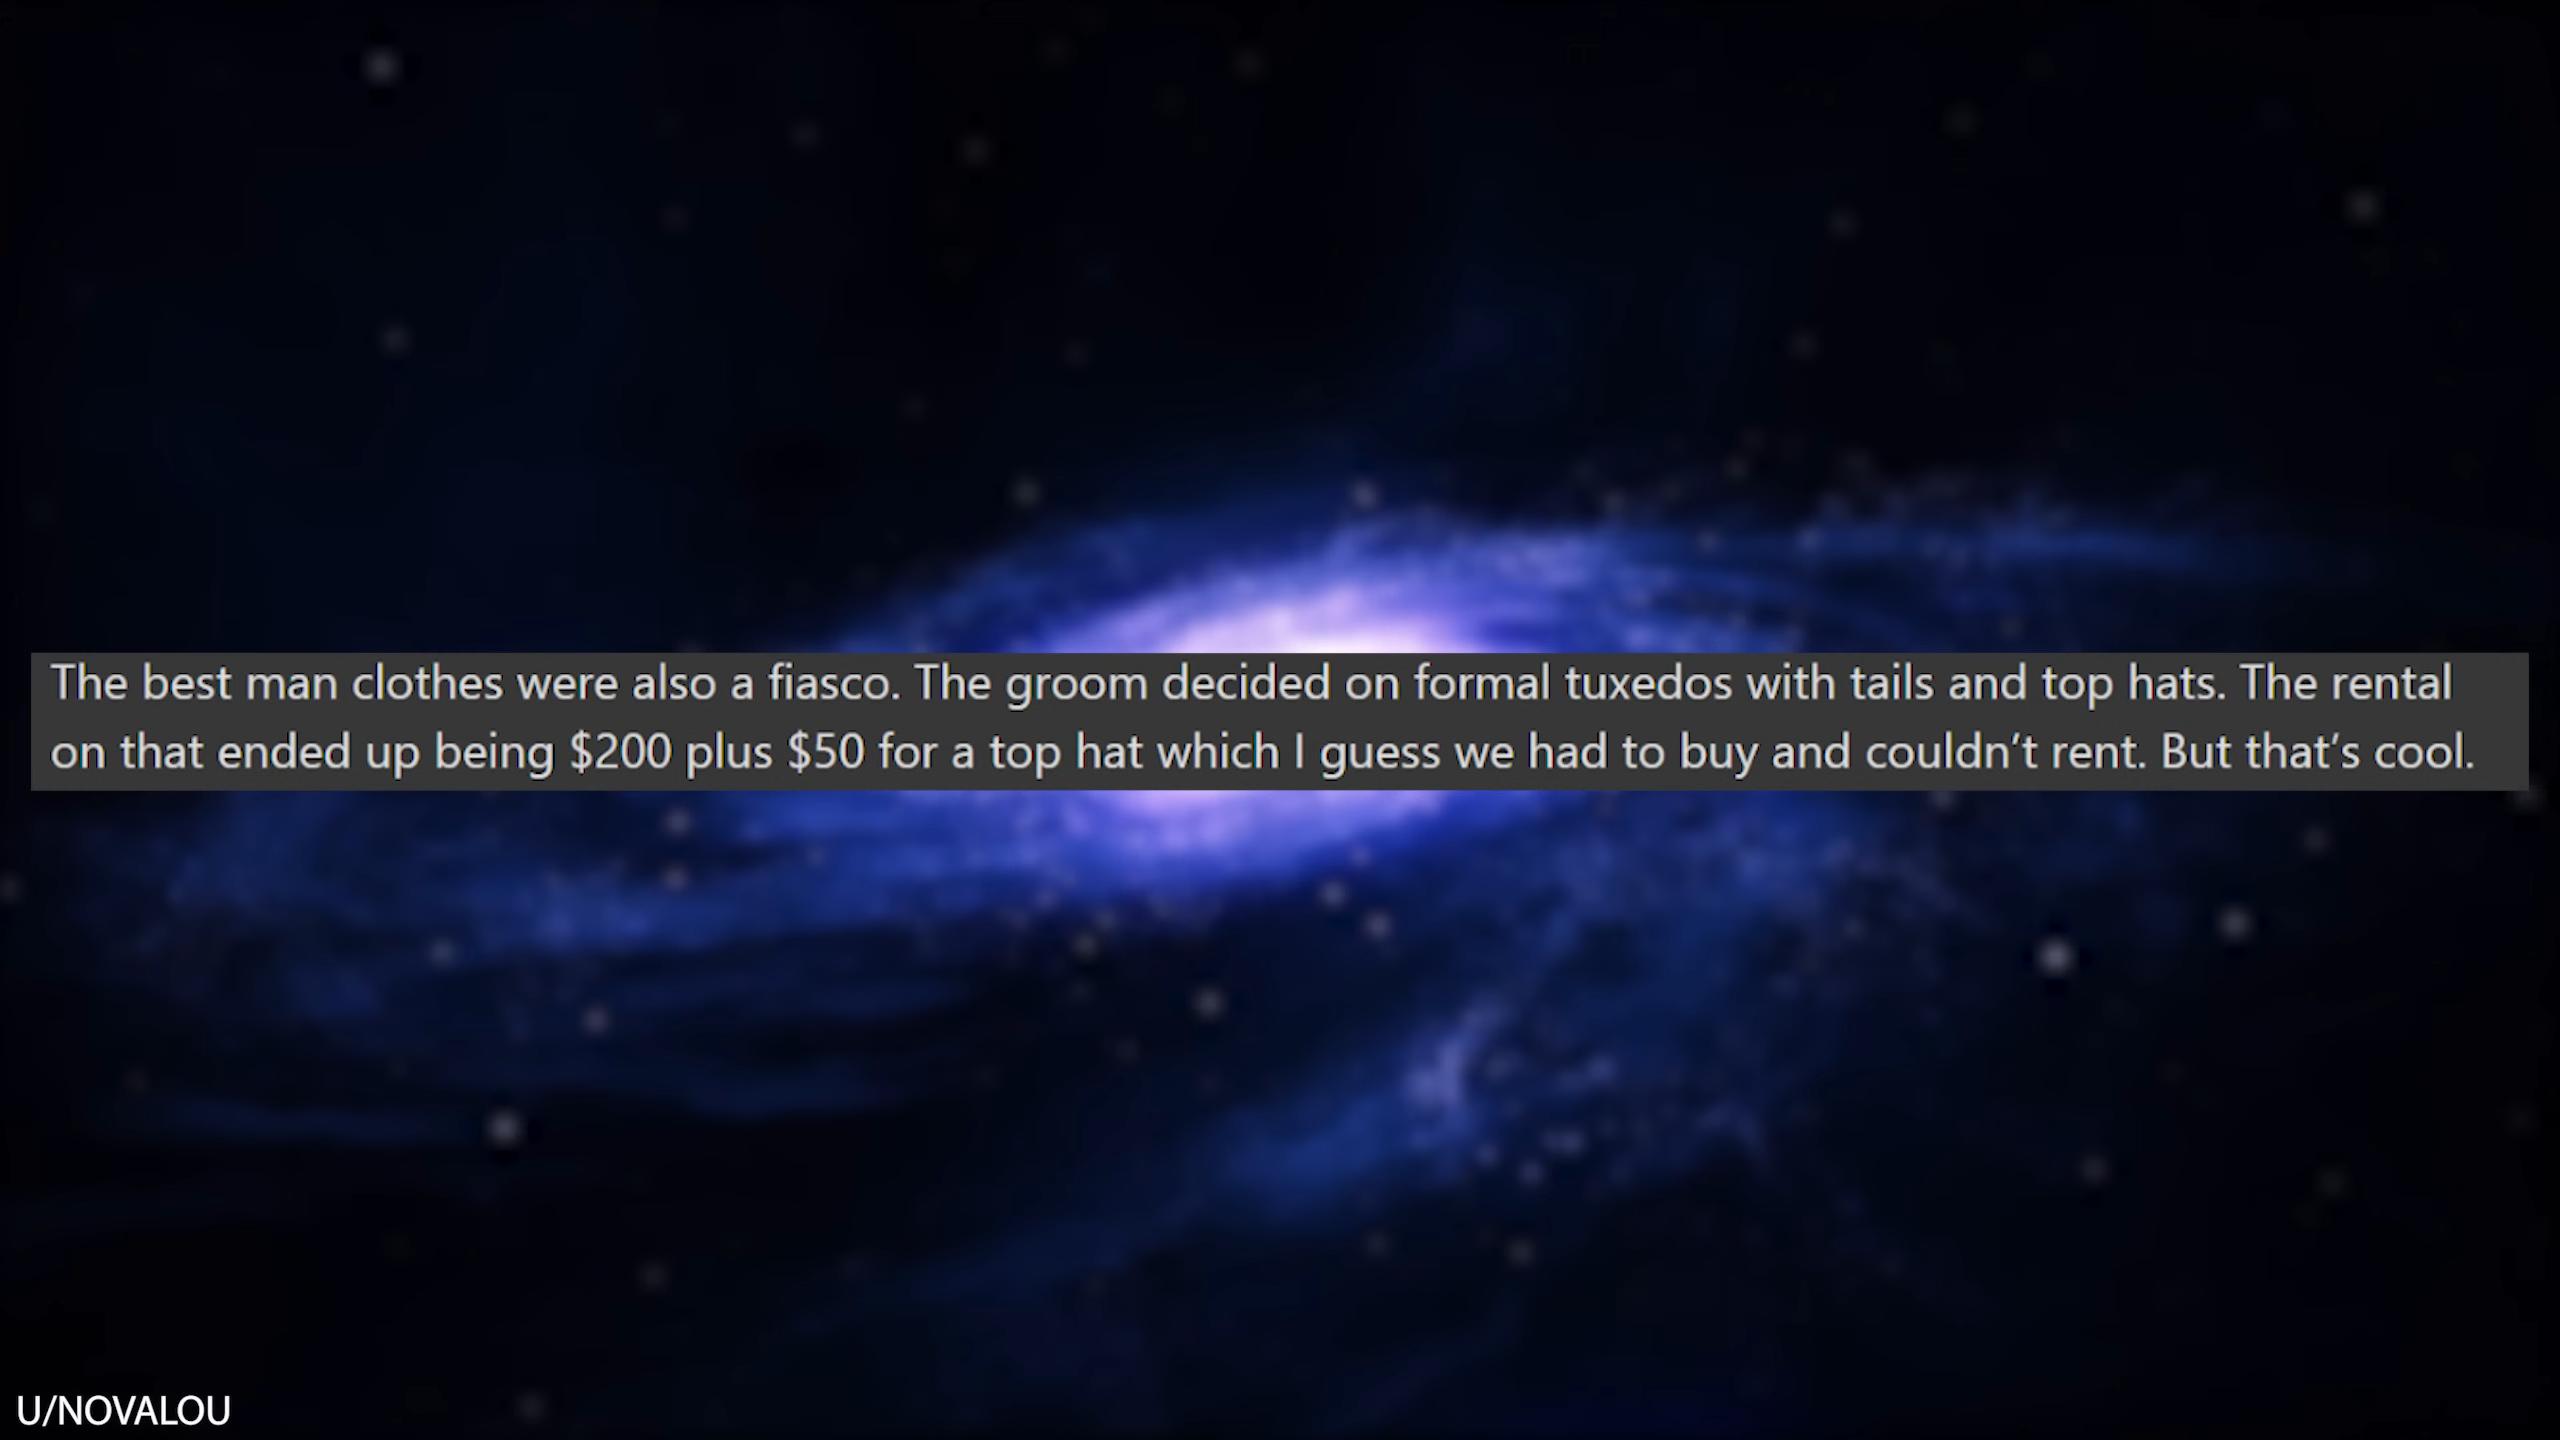 The best man clothes were also a fiasco. The groom decided on formal tuxedos with tails and top hats. The rental
on that ended up being $200 plus $50 for a top hat which I guess we had to buy and couldn’t rent. But that’s cool.
U/NOVALOU